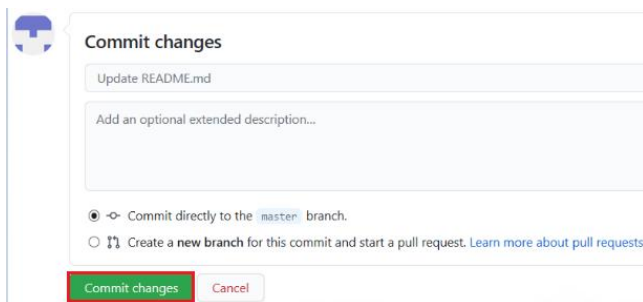 Commit changes
Update README.md
Add an optional extended description...
Commit directly to the master branch.
Create a new branch for this commit and start a pull request. Learn more about pull requests
Commit changes Cancel